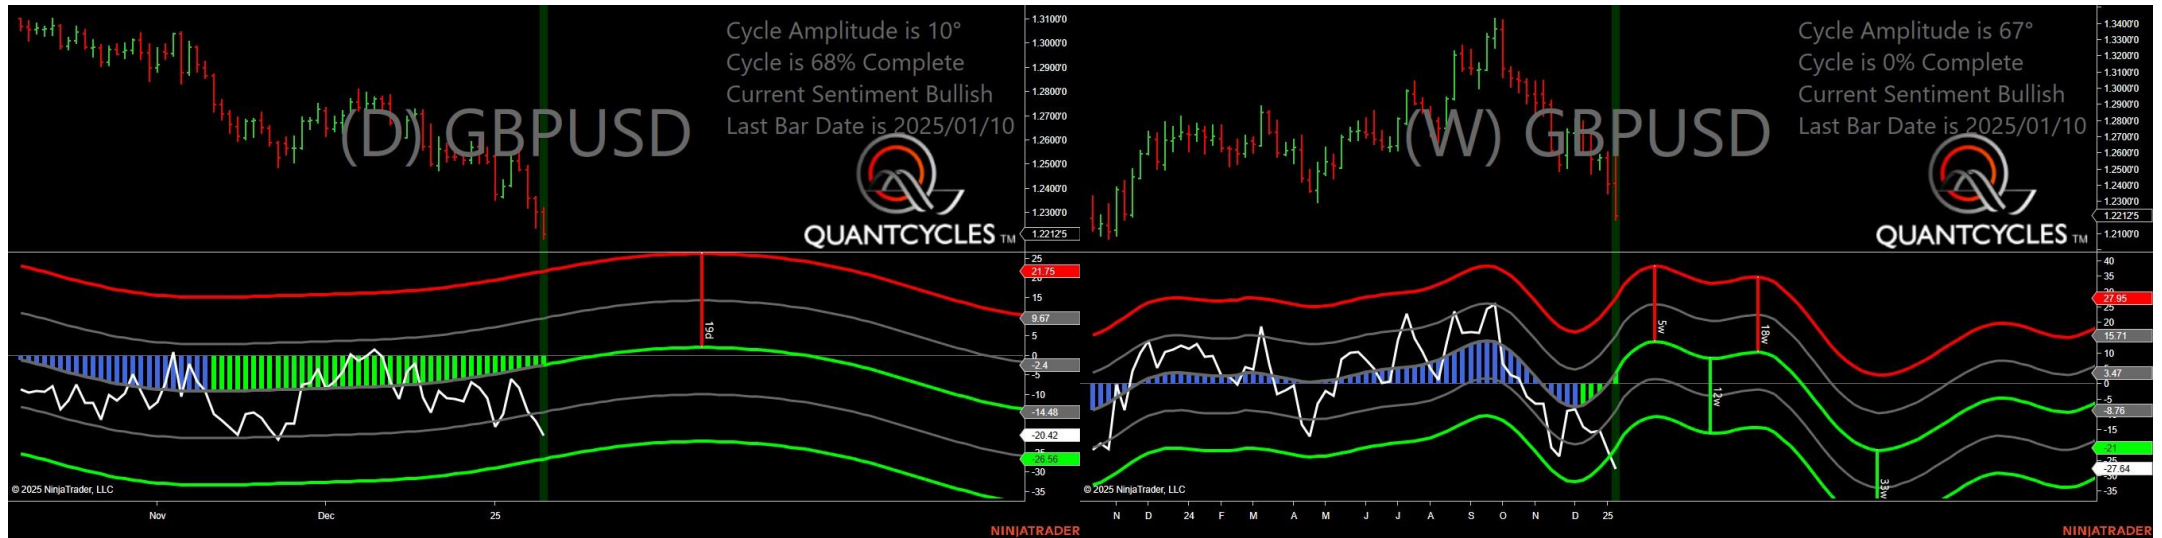 Cycle Amplitude is 10°
Cycle is 68% Complete
Current Sentiment Bullish
Last Bar Date is 2025/01/10
(D) GBPUSD
QUANTCYCLES TM
1.3100'0
1.3000'0
1.2900'0
1.2800'0
1.2700'0
1.2600'0
1.2500'0
1.2400'0
1.2300'0
1.2212'5
25
21.75
15
9.67
5
0
-2.4
-5
-10
-14.48
-20.42
-26.56
-30
-35
19d
© 2025 NinjaTrader, LLC
Nov
Dec
25
NINJATRADER
Cycle Amplitude is 67°
Cycle is 0% Complete
Current Sentiment Bullish
Last Bar Date is 2025/01/10
(W) GBPUSD
QUANTCYCLES TM
1.3400'0
1.3300'0
1.3200'0
1.3100'0
1.3000'0
1.2900'0
1.2800'0
1.2700'0
1.2600'0
1.2500'0
1.2400'0
1.2300'0
1.2212'5
1.2100'0
40
35
27.95
25
20
15.71
10
3.47
0
-5
-8.76
-15
-21
-27.64
-35
5w
12w
18w
33w
© 2025 NinjaTrader, LLC
N
D
24
F
M
A
M
J
J
A
S
O
N
D
25
NINJATRADER